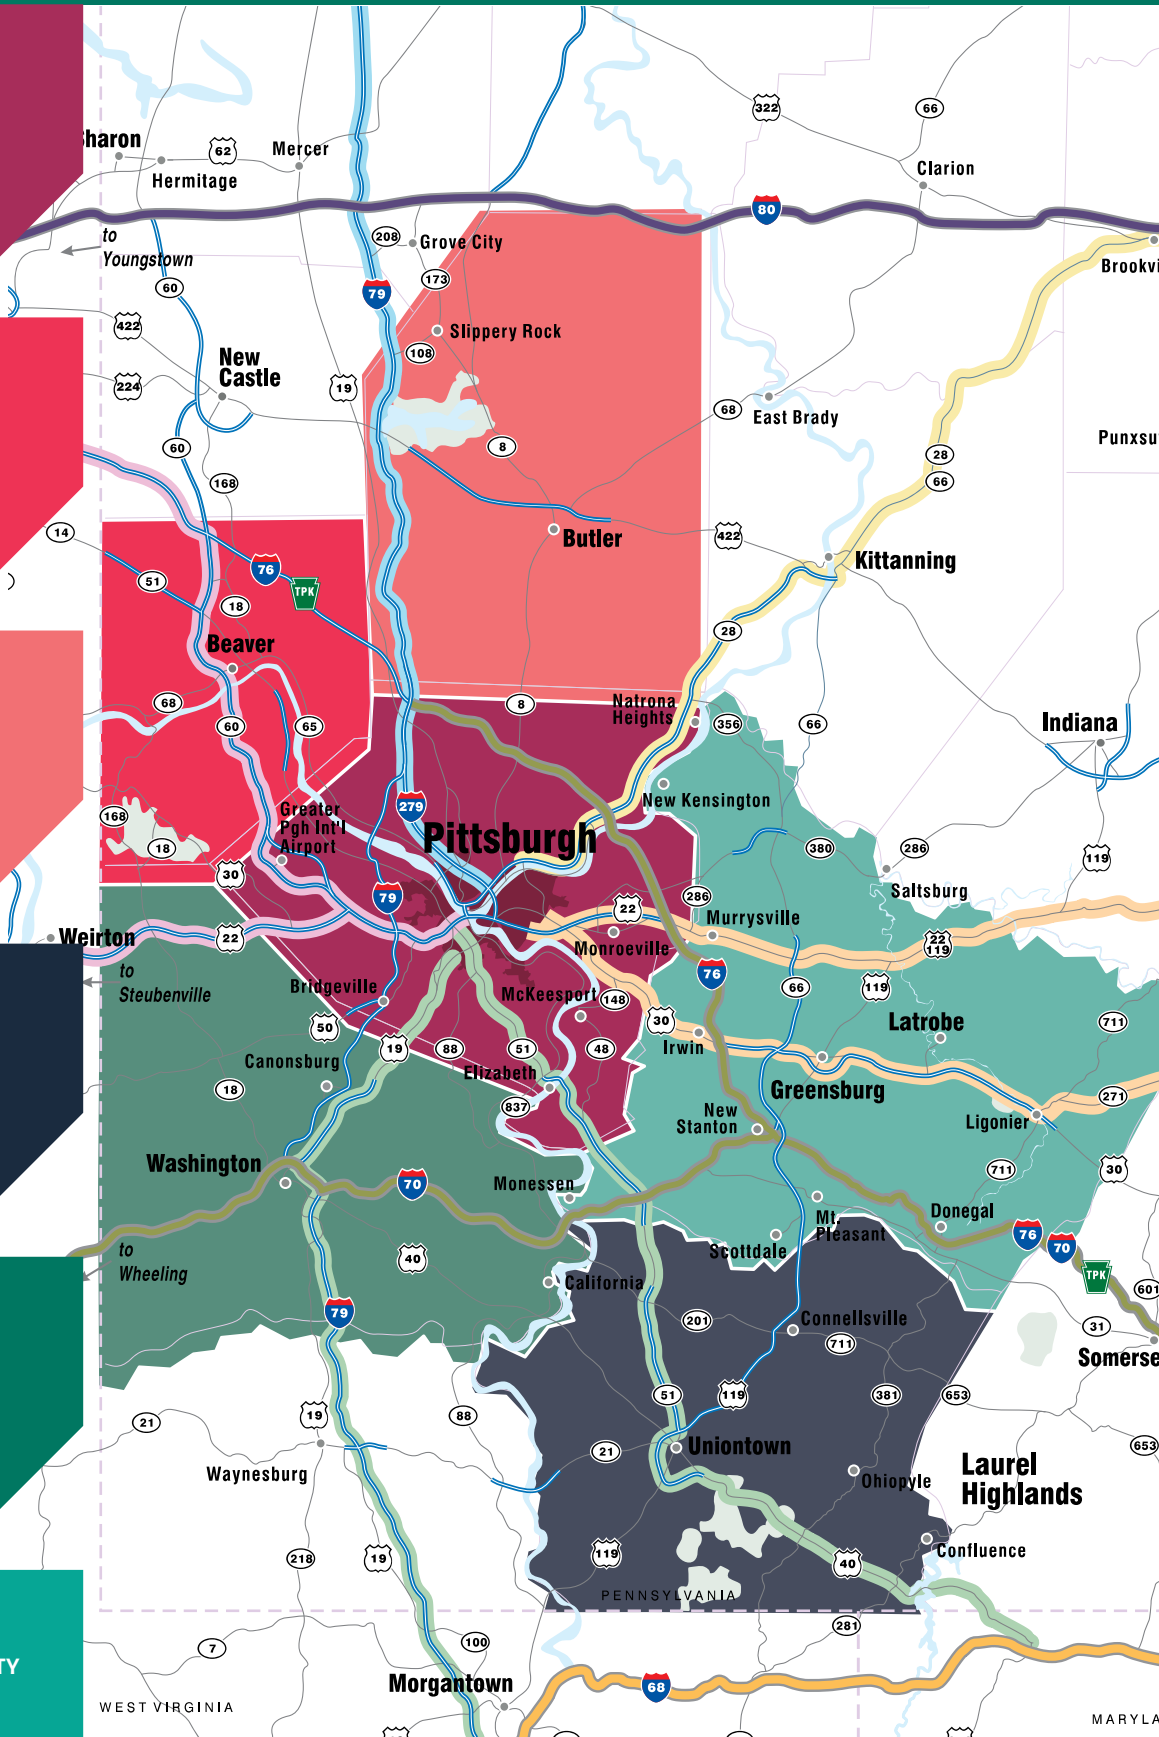 322
66
Sharon
62
Mercer
Hermitage
Clarion
80
to
Youngstown
208
Grove City
Brookvi
60
173
79
422
Slippery Rock
108
New
Castle
224
19
68
East Brady
60
8
Punxsu
28
66
168
14
Butler
422
Kittanning
76
51
TPK
18
28
Beaver
68
60
65
8
Natrona
Heights
356
66
Indiana
New Kensington
279
Greater
Pgh Int'l
Airport
168
18
Pittsburgh
380
286
119
30
79
286
Saltsburg
22
Murrysville
Weirton
22
Monroeville
22
119
to
Steubenville
76
66
119
Bridgeville
McKeesport
148
50
30
Latrobe
711
Irwin
19
88
51
48
Canonsburg
Elizabeth
18
837
Greensburg
271
New
Stanton
Ligonier
Washington
70
Monessen
711
30
Mt.
Pleasant
Donegal
to
Wheeling
40
Scottdale
76
70
TPK
California
601
79
201
Connellsville
711
31
Somerse
51
119
381
653
19
21
88
653
21
Uniontown
Waynesburg
Ohiopyle
Laurel
Highlands
218
19
119
40
Confluence
PENNSYLVANIA
281
TY
7
100
Morgantown
68
WEST VIRGINIA
MARYLA